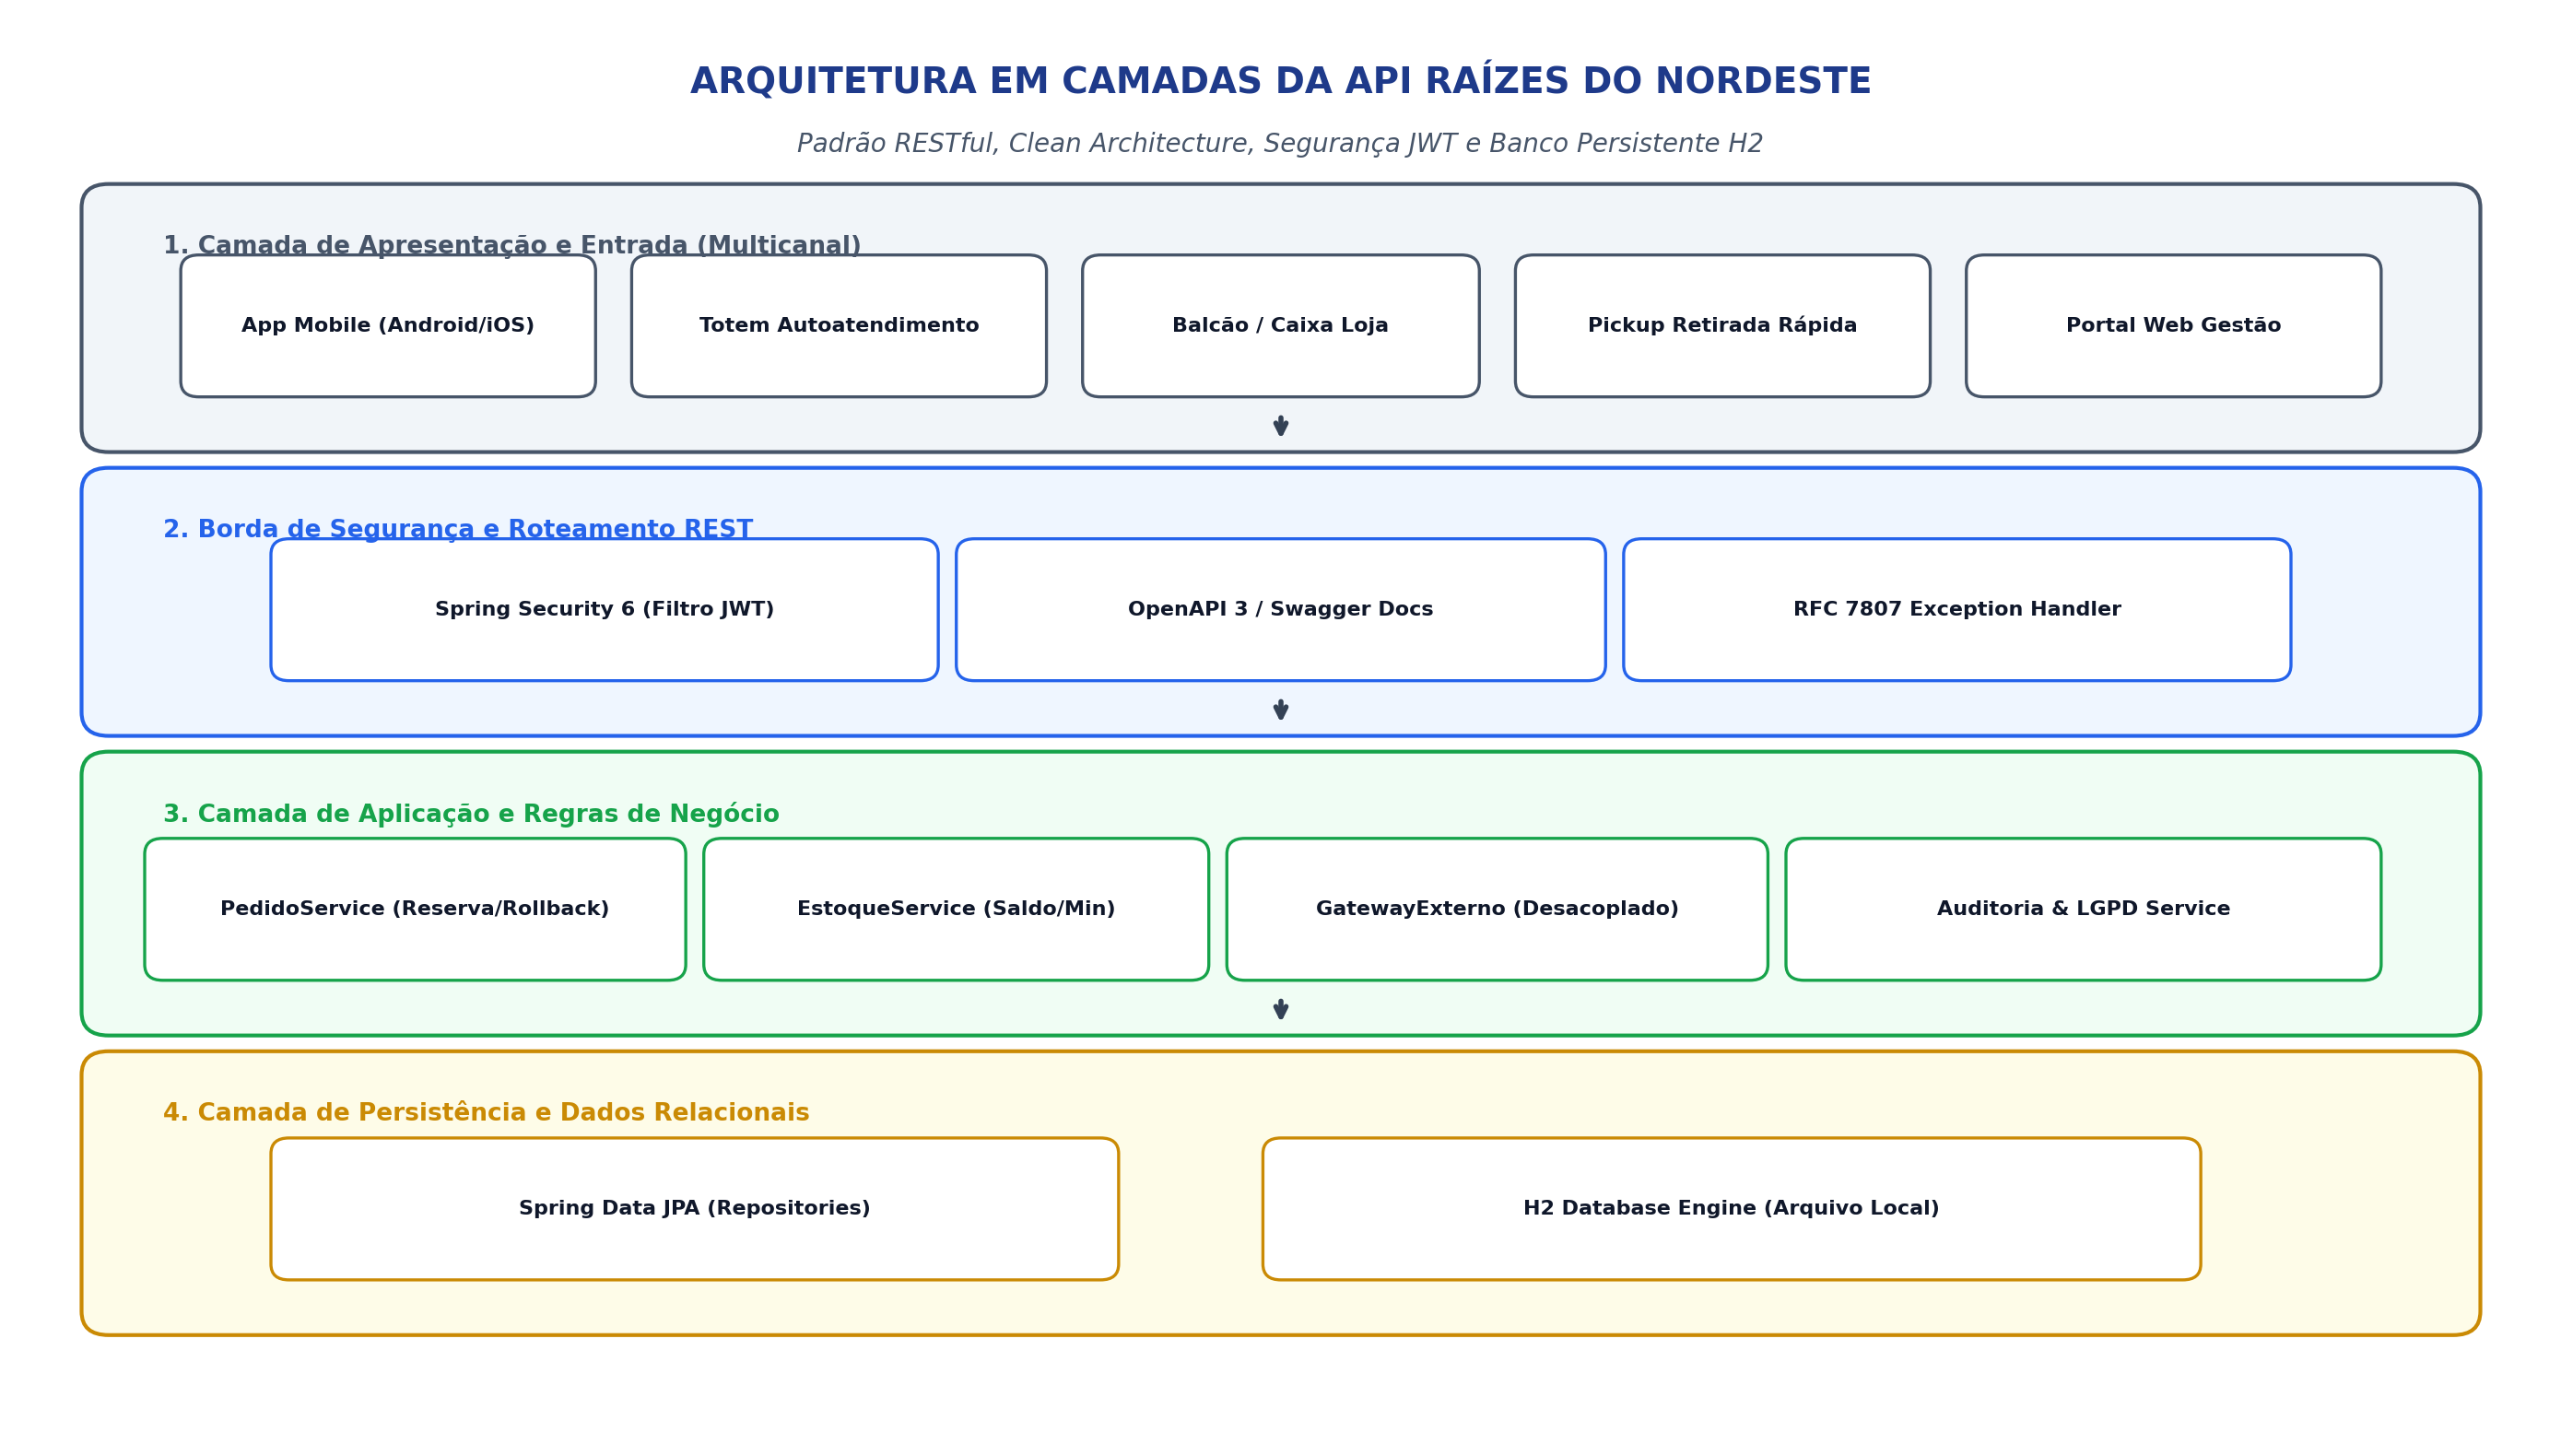 ARQUITETURA EM CAMADAS DA API RAÍZES DO NORDESTE
Padrão RESTful, Clean Architecture, Segurança JWT e Banco Persistente H2
1. Camada de Apresentação e Entrada (Multicanal)
App Mobile (Android/iOS)
Totem Autoatendimento
Balcão / Caixa Loja
Pickup Retirada Rápida
Portal Web Gestão
2. Borda de Segurança e Roteamento REST
Spring Security 6 (Filtro JWT)
OpenAPI 3 / Swagger Docs
RFC 7807 Exception Handler
3. Camada de Aplicação e Regras de Negócio
PedidoService (Reserva/Rollback)
EstoqueService (Saldo/Min)
GatewayExterno (Desacoplado)
Auditoria & LGPD Service
4. Camada de Persistência e Dados Relacionais
Spring Data JPA (Repositories)
H2 Database Engine (Arquivo Local)